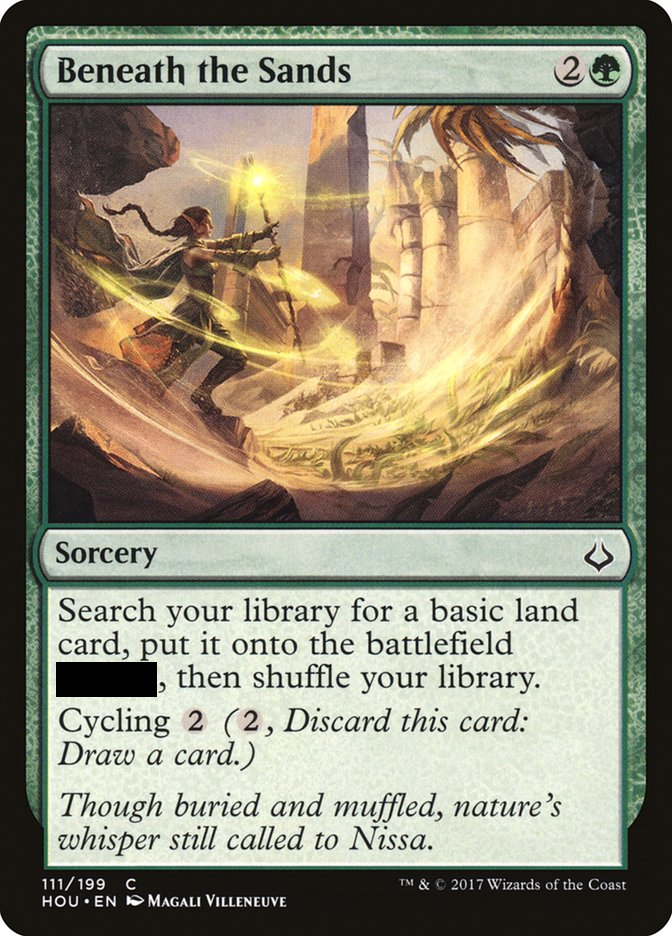 Beneath the Sands 2
Sorcery
Search your library for a basic land
card, put it onto the battlefield
, then shuffle your library.
Cycling 2 (2, Discard this card:
Draw a card.)
Though buried and muffled, nature's
whisper still called to Nissa.
111/199 C
HOU • EN Magali Villeneuve
™ & © 2017 Wizards of the Coast